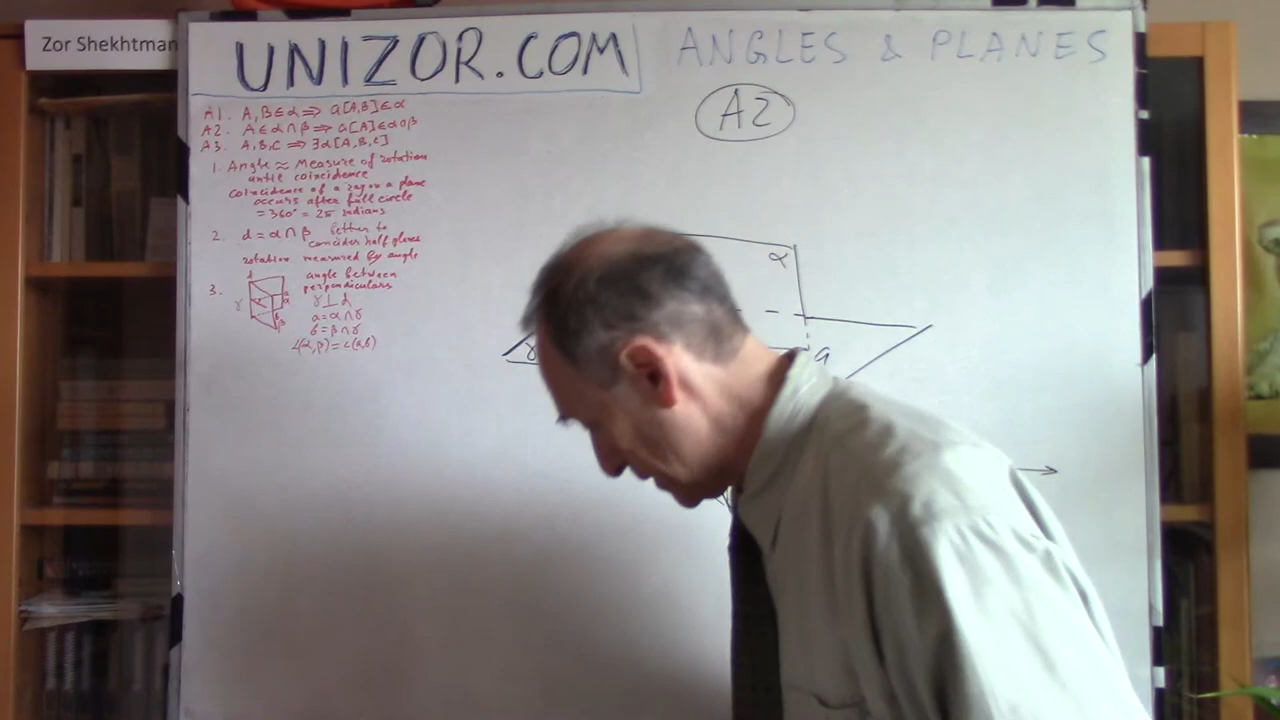 Zor Shekhtman
UNIZOR.COM
ANGLES & PLANES
A2
A1. A,B∈α ⟹ a[A,B]∈α
A2. A∈α∩β ⟹ a[A]∈α∩β
A3. A,B,C ⟹ ∃α[A,B,C]
1. Angle ≈ Measure of rotation
until coincidence
Coincidence of a ray on a plane
occurs after full circle
= 360° = 2π radians
2. d = α∩β better to
consider half planes
rotation measured by angle
3. angle between
perpendiculars
γ⊥d
a=α∩γ
b=β∩γ
∠(α,β)=∠(a,b)
d
γ
a
b
β
α
γ
a